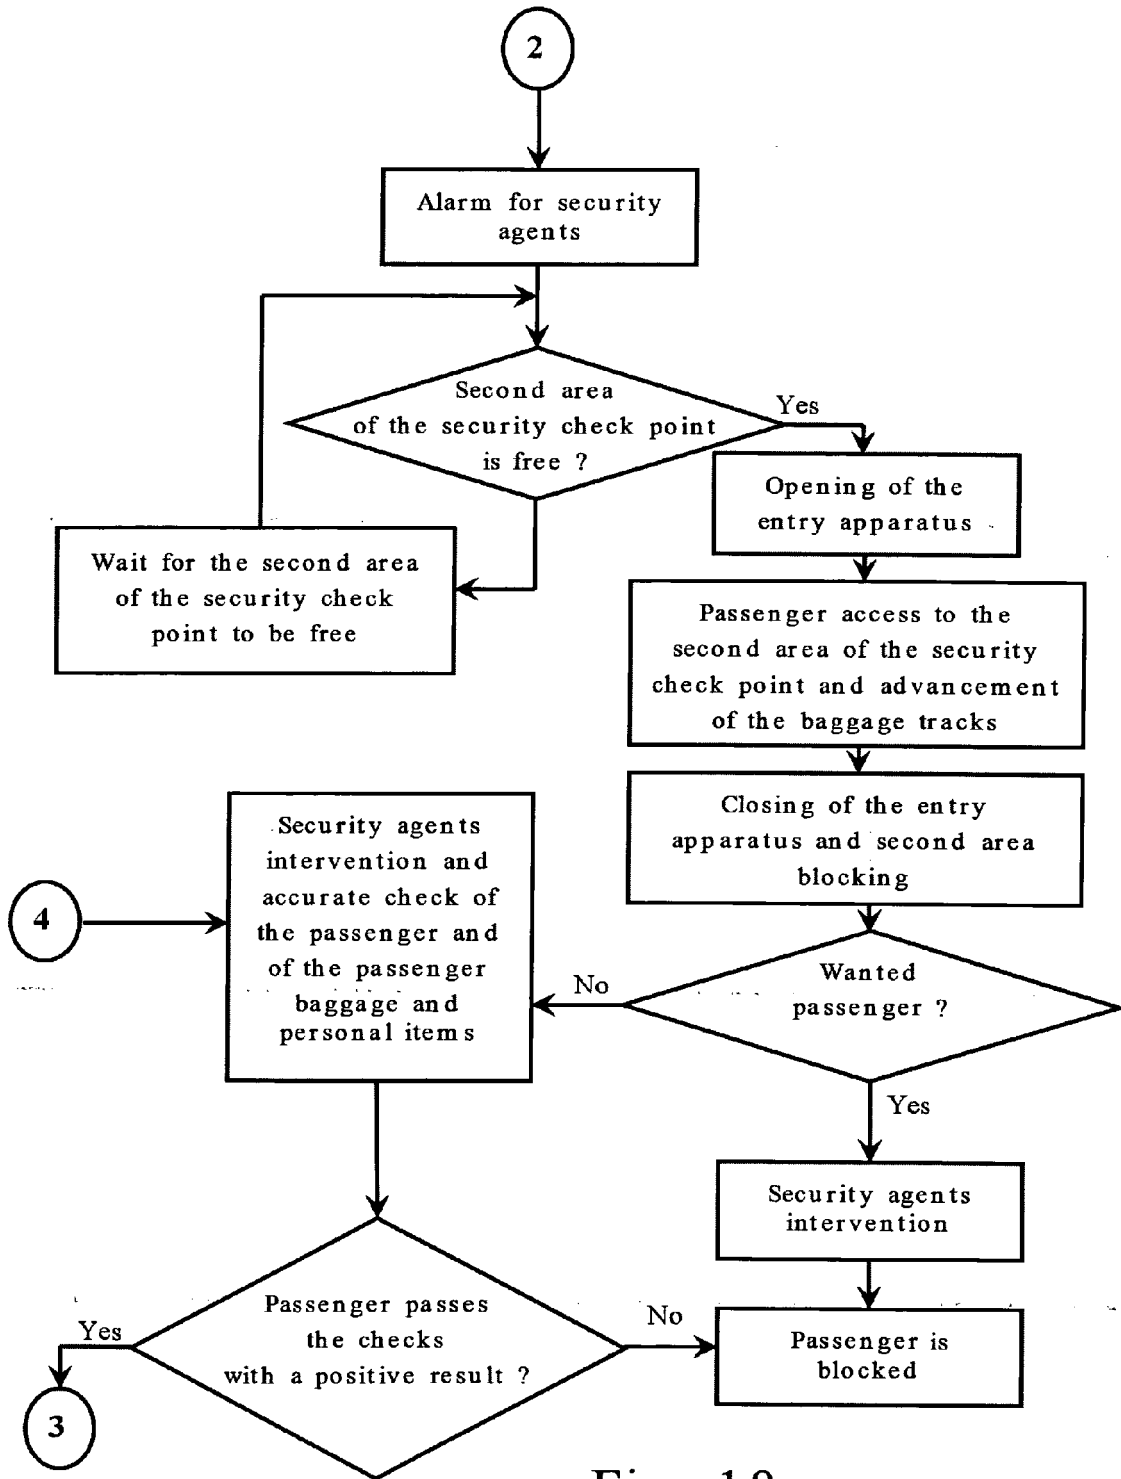 2
Alarm for security
agents
Second area
of the security check point
is free ?
Yes
Opening of the
entry apparatus
Wait for the second area
of the security check
point to be free
Passenger access to the
second area of the security
check point and advancement
of the baggage tracks
Closing of the entry
apparatus and second area
blocking
Security agents
intervention and
accurate check of
the passenger and
of the passenger
baggage and
personal items
4
Wanted
passenger ?
No
Yes
Security agents
intervention
Passenger passes
the checks
with a positive result ?
Yes
No
Passenger is
blocked
3